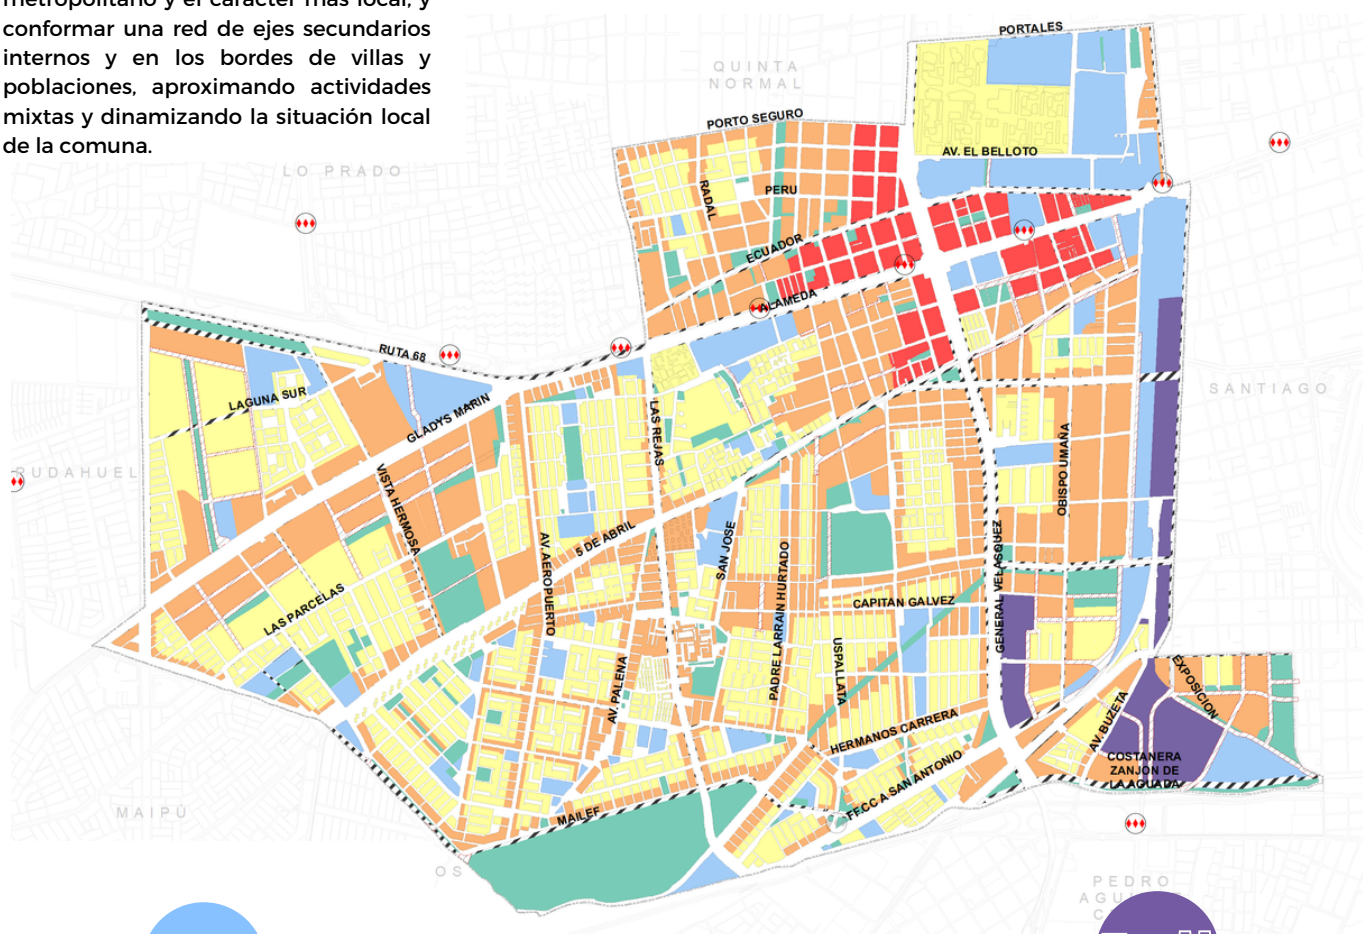 metropolitano y el carácter más local, y
conformar una red de ejes secundarios
internos y en los bordes de villas y
poblaciones, aproximando actividades
mixtas y dinamizando la situación local
de la comuna.
PORTALES
QUINTA
NORMAL
PORTO SEGURO
AV. EL BELLOTO
LO PRADO
RADAL
PERU
ECUADOR
ALAMEDA
RUTA 68
SANTIAGO
LAGUNA SUR
GLADYS MARIN
LAS REJAS
OBISPO UMAÑA
RUDAHUEL
VISTA HERMOSA
5 DE ABRIL
SAN JOSE
AV. AEROPUERTO
PADRE LARRAIN HURTADO
GENERAL VELASQUEZ
LAS PARCELAS
CAPITAN GALVEZ
USPALLATA
AV. PALENA
EXPOSICION
AV. BUZETA
HERMANOS CARRERA
COSTANERA
ZANJON DE
LA AGUADA
FF.CC A SAN ANTONIO
MAIPÚ
MAILEF
OS
PEDRO